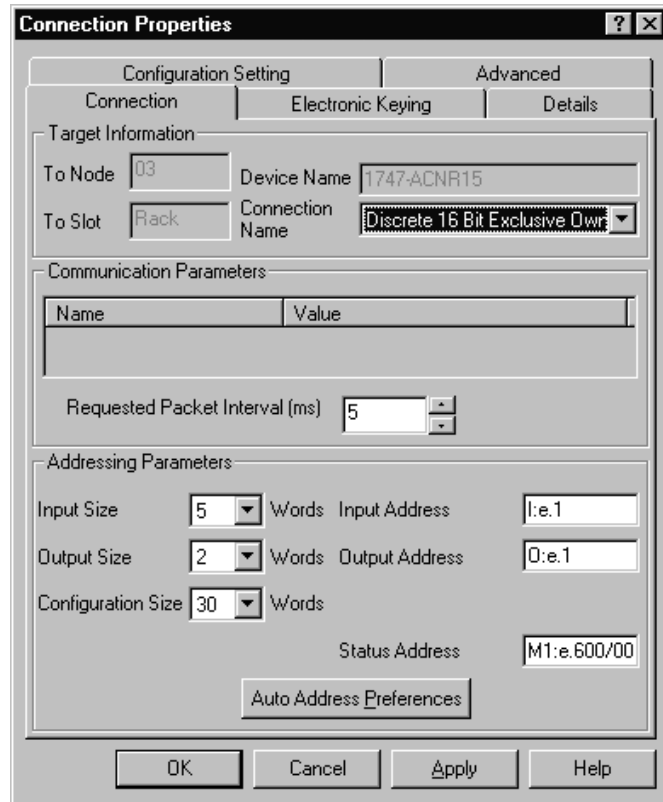 Connection Properties
Configuration Setting Advanced
Connection Electronic Keying Details
Target Information
To Node 03 Device Name 1747-ACNR15
To Slot Rack Connection Name Discrete 16 Bit Exclusive Own
Communication Parameters
Name Value
Requested Packet Interval (ms) 5
Addressing Parameters
Input Size 5 Words Input Address I:e.1
Output Size 2 Words Output Address O:e.1
Configuration Size 30 Words
Status Address M1:e.600/00
Auto Address Preferences
OK Cancel Apply Help